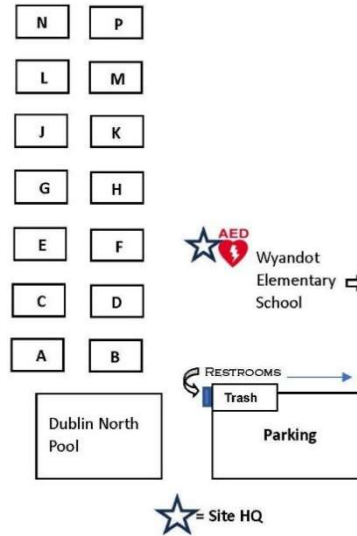 N P
L M
J K
G H
E F
AED
Wyandot
Elementary
School
C D
A B
RESTROOMS
Trash
Dublin North
Pool
Parking
= Site HQ